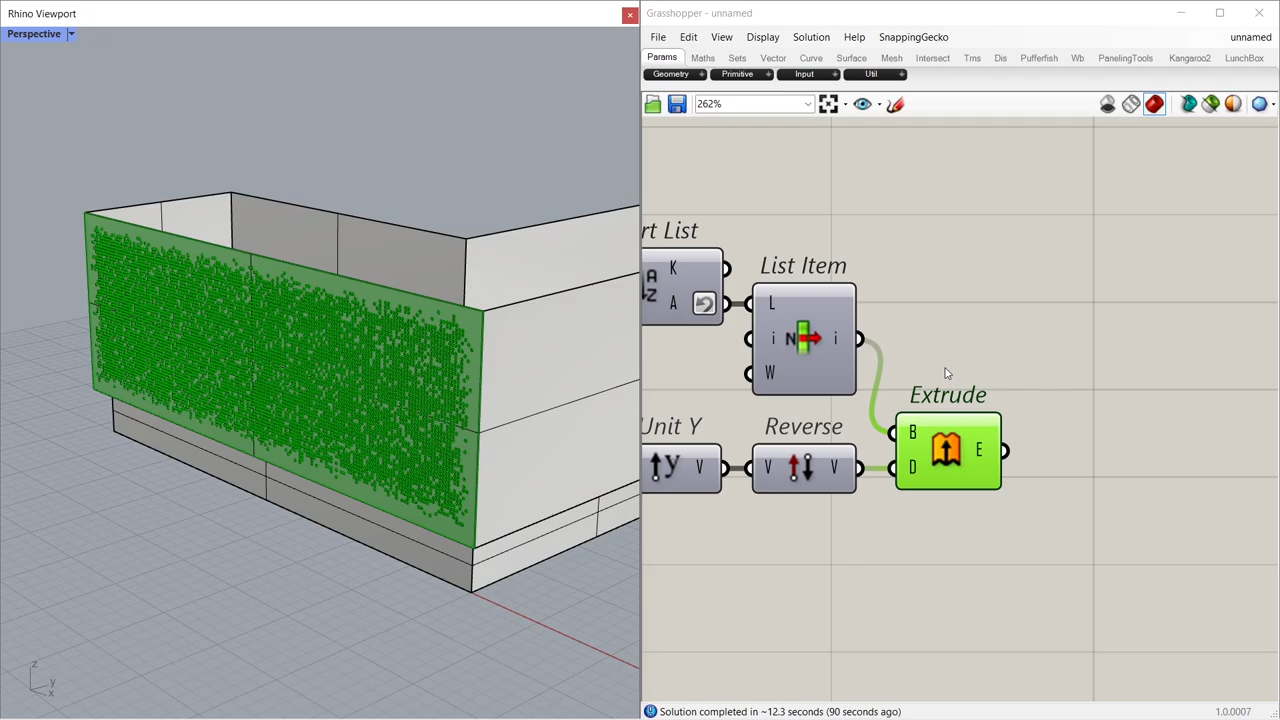 Rhino Viewport
Perspective
z
y
x
Grasshopper - unnamed
File Edit View Display Solution Help SnappingGecko unnamed
Params Maths Sets Vector Curve Surface Mesh Intersect Trns Dis Pufferfish Wb PanelingTools Kangaroo2 LunchBox
Geometry Primitive Input Util
262%
rt List
K
A
A
Z
List Item
L
i N i
W
Unit Y
y V
Reverse
V V
Extrude
B
E
D
Solution completed in ~12.3 seconds (90 seconds ago) 1.0.0007